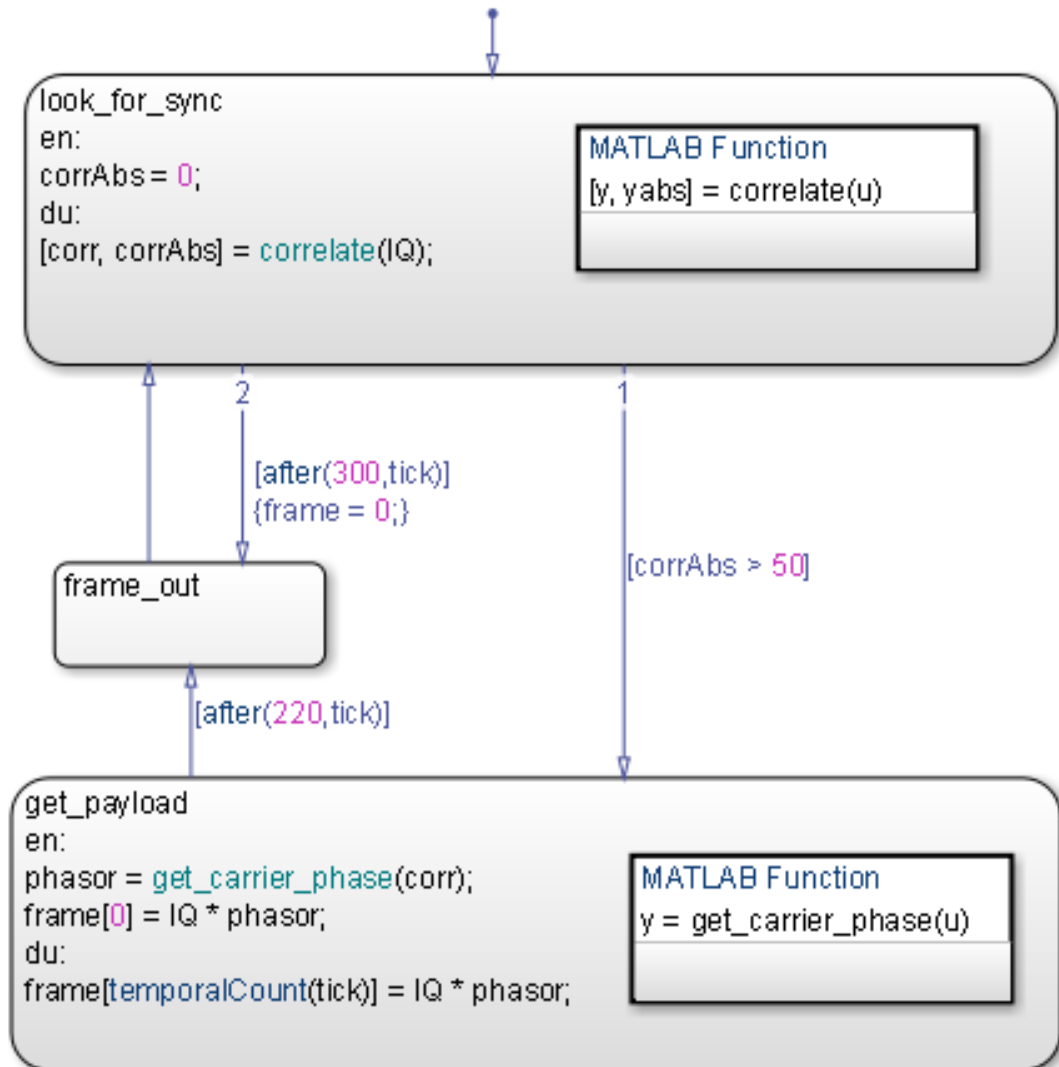 look_for_sync
en:
corrAbs = 0;
du:
[corr, corrAbs] = correlate(IQ);
MATLAB Function
[y, yabs] = correlate(u)
2
1
[after(300,tick)]
{frame = 0;}
[corrAbs > 50]
frame_out
[after(220,tick)]
get_payload
en:
phasor = get_carrier_phase(corr);
frame[0] = IQ * phasor;
du:
frame[temporalCount(tick)] = IQ * phasor;
MATLAB Function
y = get_carrier_phase(u)